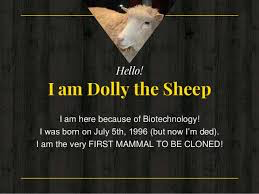 Hello!
I am Dolly the Sheep
I am here because of Biotechnology!
I was born on July 5th, 1996 (but now I'm ded).
I am the very FIRST MAMMAL TO BE CLONED!